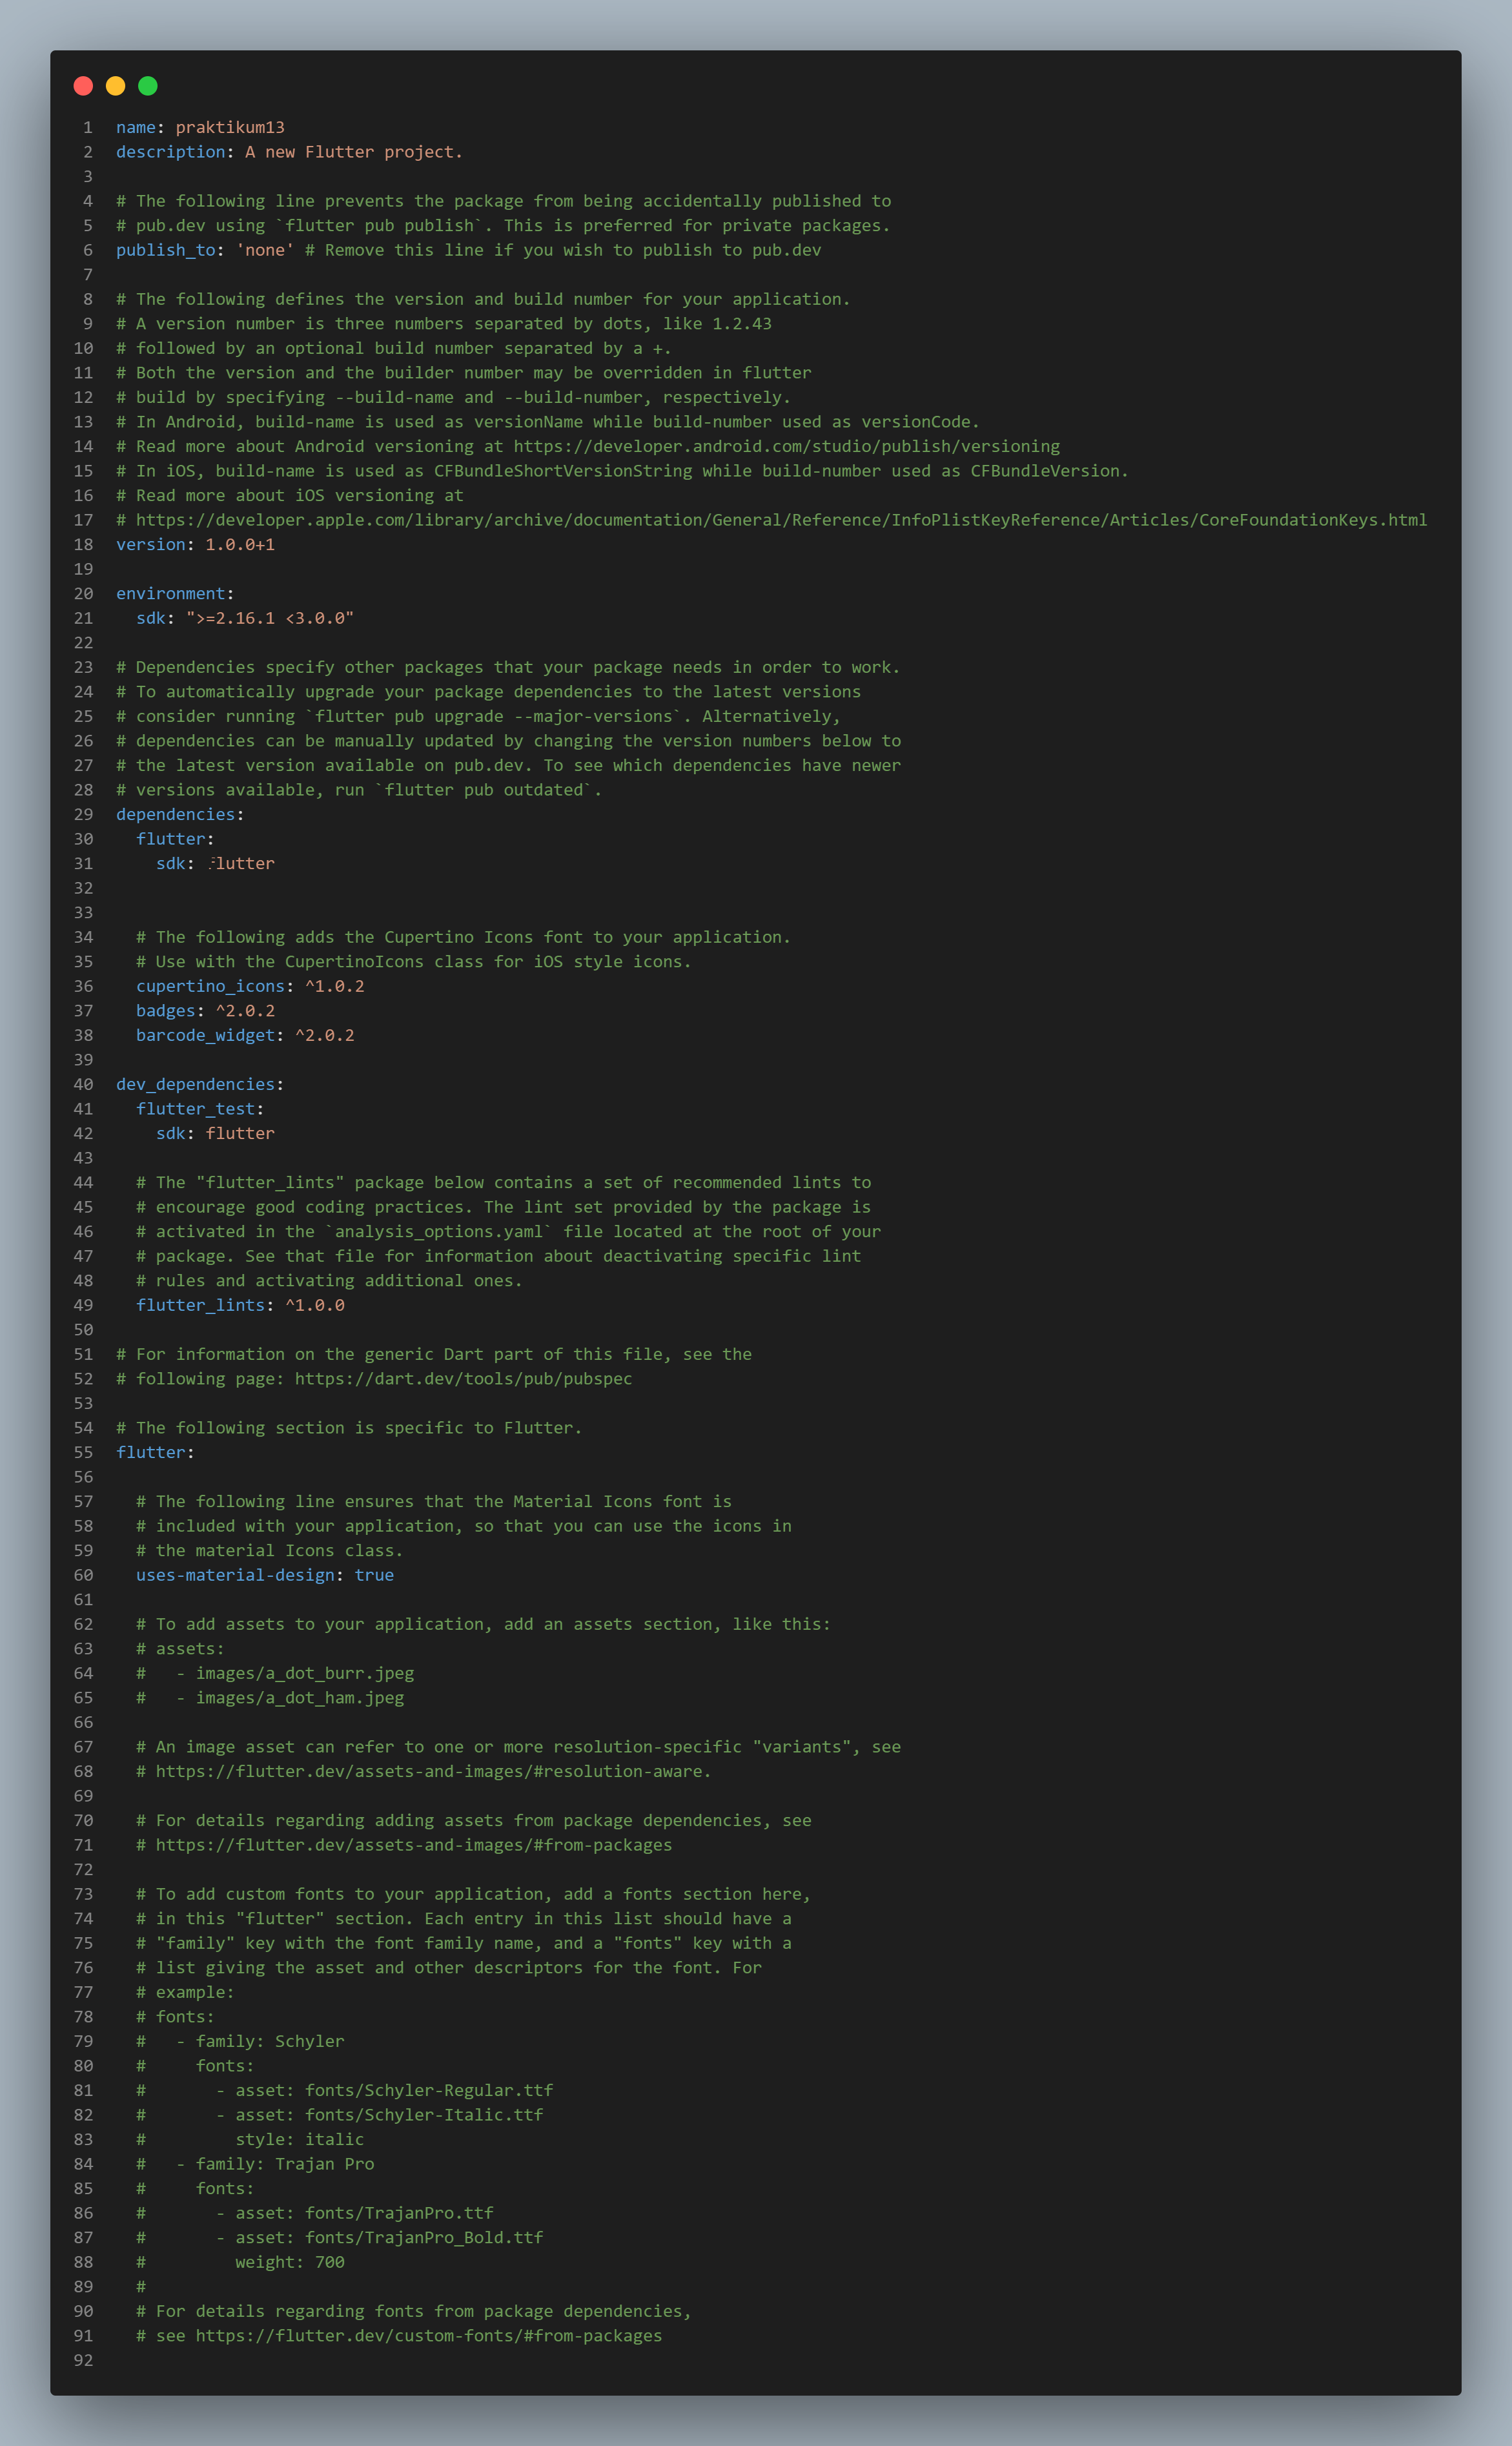 1 name: praktikum13
2 description: A new Flutter project.
3
4 # The following line prevents the package from being accidentally published to
5 # pub.dev using `flutter pub publish`. This is preferred for private packages.
6 publish_to: 'none' # Remove this line if you wish to publish to pub.dev
7
8 # The following defines the version and build number for your application.
9 # A version number is three numbers separated by dots, like 1.2.43
10 # followed by an optional build number separated by a +.
11 # Both the version and the builder number may be overridden in flutter
12 # build by specifying --build-name and --build-number, respectively.
13 # In Android, build-name is used as versionName while build-number used as versionCode.
14 # Read more about Android versioning at https://developer.android.com/studio/publish/versioning
15 # In iOS, build-name is used as CFBundleShortVersionString while build-number used as CFBundleVersion.
16 # Read more about iOS versioning at
17 # https://developer.apple.com/library/archive/documentation/General/Reference/InfoPlistKeyReference/Articles/CoreFoundationKeys.html
18 version: 1.0.0+1
19
20 environment:
21   sdk: ">=2.16.1 <3.0.0"
22
23 # Dependencies specify other packages that your package needs in order to work.
24 # To automatically upgrade your package dependencies to the latest versions
25 # consider running `flutter pub upgrade --major-versions`. Alternatively,
26 # dependencies can be manually updated by changing the version numbers below to
27 # the latest version available on pub.dev. To see which dependencies have newer
28 # versions available, run `flutter pub outdated`.
29 dependencies:
30   flutter:
31     sdk: flutter
32
33
34   # The following adds the Cupertino Icons font to your application.
35   # Use with the CupertinoIcons class for iOS style icons.
36   cupertino_icons: ^1.0.2
37   badges: ^2.0.2
38   barcode_widget: ^2.0.2
39
40 dev_dependencies:
41   flutter_test:
42     sdk: flutter
43
44   # The "flutter_lints" package below contains a set of recommended lints to
45   # encourage good coding practices. The lint set provided by the package is
46   # activated in the `analysis_options.yaml` file located at the root of your
47   # package. See that file for information about deactivating specific lint
48   # rules and activating additional ones.
49   flutter_lints: ^1.0.0
50
51 # For information on the generic Dart part of this file, see the
52 # following page: https://dart.dev/tools/pub/pubspec
53
54 # The following section is specific to Flutter.
55 flutter:
56
57   # The following line ensures that the Material Icons font is
58   # included with your application, so that you can use the icons in
59   # the material Icons class.
60   uses-material-design: true
61
62   # To add assets to your application, add an assets section, like this:
63   # assets:
64   #   - images/a_dot_burr.jpeg
65   #   - images/a_dot_ham.jpeg
66
67   # An image asset can refer to one or more resolution-specific "variants", see
68   # https://flutter.dev/assets-and-images/#resolution-aware.
69
70   # For details regarding adding assets from package dependencies, see
71   # https://flutter.dev/assets-and-images/#from-packages
72
73   # To add custom fonts to your application, add a fonts section here,
74   # in this "flutter" section. Each entry in this list should have a
75   # "family" key with the font family name, and a "fonts" key with a
76   # list giving the asset and other descriptors for the font. For
77   # example:
78   # fonts:
79   #   - family: Schyler
80   #     fonts:
81   #       - asset: fonts/Schyler-Regular.ttf
82   #       - asset: fonts/Schyler-Italic.ttf
83   #         style: italic
84   #   - family: Trajan Pro
85   #     fonts:
86   #       - asset: fonts/TrajanPro.ttf
87   #       - asset: fonts/TrajanPro_Bold.ttf
88   #         weight: 700
89   #
90   # For details regarding fonts from package dependencies,
91   # see https://flutter.dev/custom-fonts/#from-packages
92